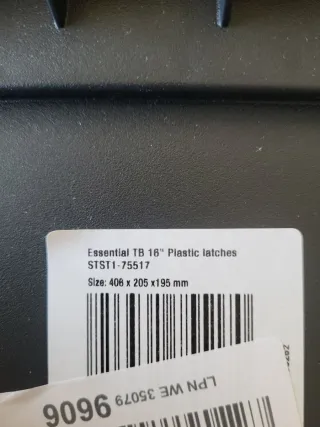 Essential TB 16" Plastic latches
STST1-75517
Size: 406 x 205 x195 mm
LPN WE 35079
9606